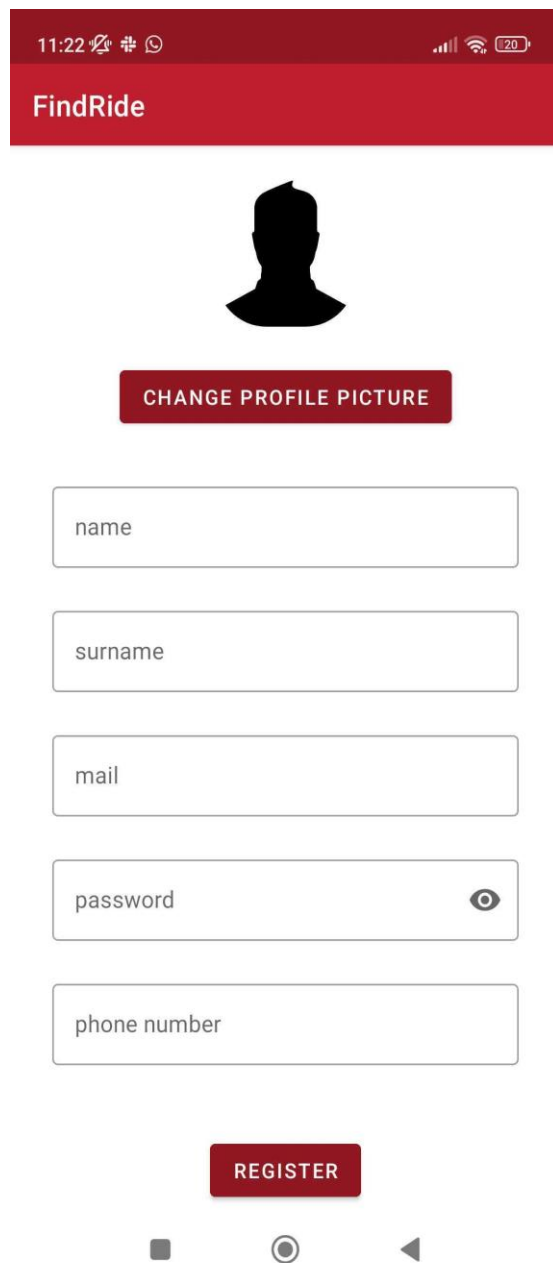 11:22 20
FindRide
CHANGE PROFILE PICTURE
name
surname
mail
password
phone number
REGISTER